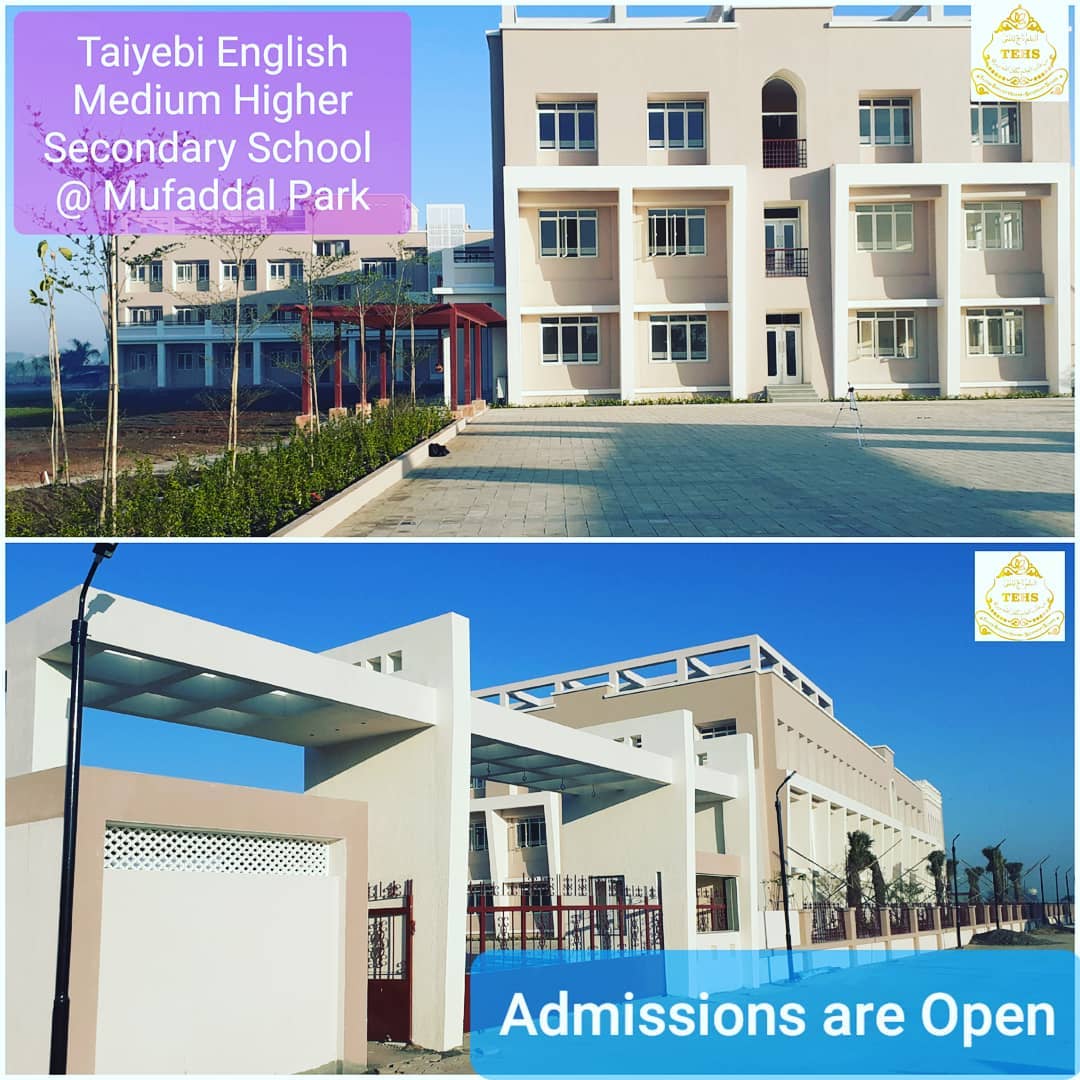 Taiyebi English
Medium Higher
Secondary School
@ Mufaddal Park
TEHS
TEHS
Admissions are Open